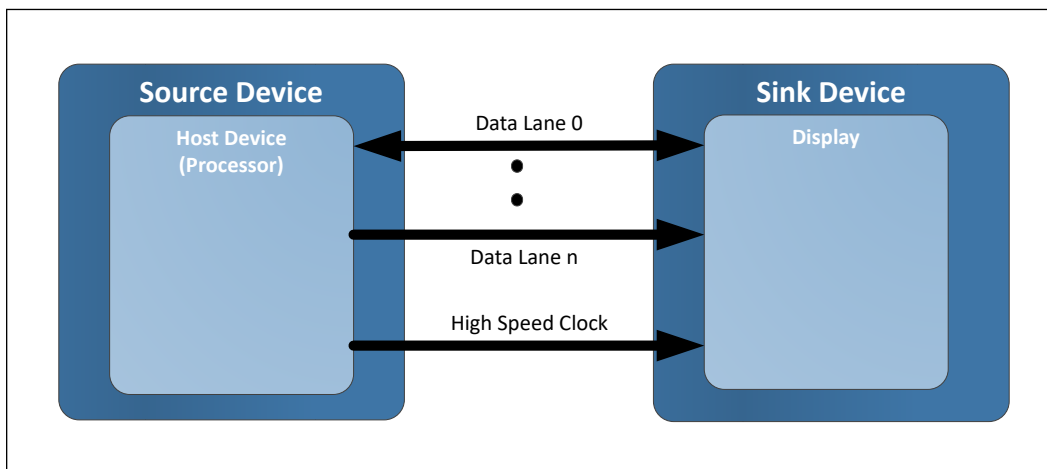 Source Device
Host Device
(Processor)
Data Lane 0
Data Lane n
High Speed Clock
Sink Device
Display